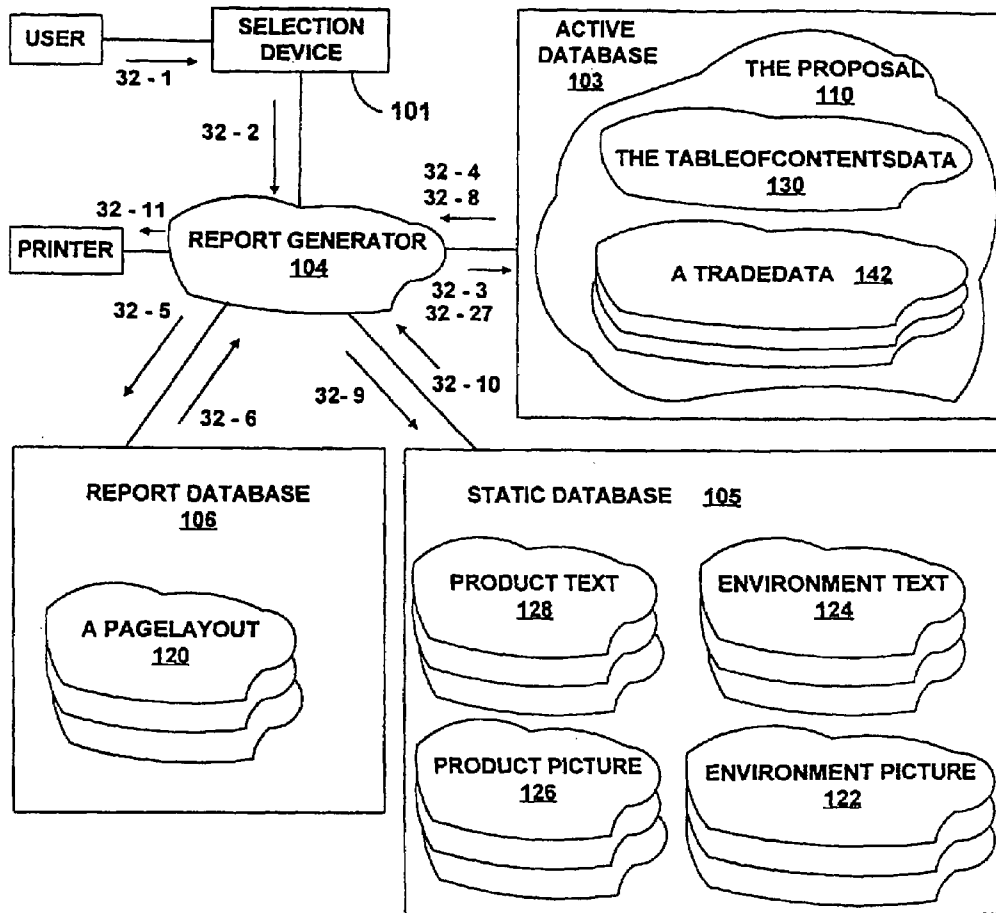 USER
SELECTION
DEVICE
32 - 1
101
32 - 2
ACTIVE
DATABASE
103
THE PROPOSAL
110
THE TABLEOFCONTENTSDATA
130
A TRADEDATA 142
32 - 4
32 - 8
32 - 11
PRINTER
REPORT GENERATOR
104
32 - 3
32 - 27
32 - 5
32 - 6
32 - 9
32 - 10
REPORT DATABASE
106
A PAGELAYOUT
120
STATIC DATABASE 105
PRODUCT TEXT
128
ENVIRONMENT TEXT
124
PRODUCT PICTURE
126
ENVIRONMENT PICTURE
122